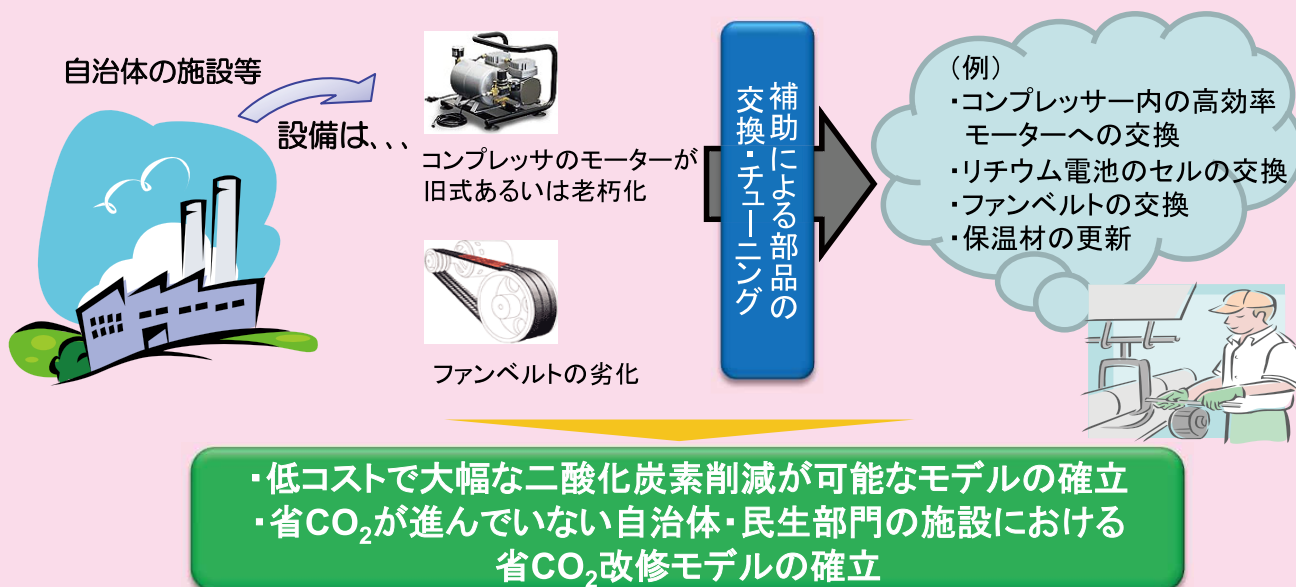 自治体の施設等
設備は、、、
コンプレッサのモーターが
旧式あるいは老朽化
ファンベルトの劣化
補助による部品の
交換・チューニング
（例）
・コンプレッサー内の高効率
モーターへの交換
・リチウム電池のセルの交換
・ファンベルトの交換
・保温材の更新
・低コストで大幅な二酸化炭素削減が可能なモデルの確立
・省CO₂が進んでいない自治体・民生部門の施設における
省CO₂改修モデルの確立